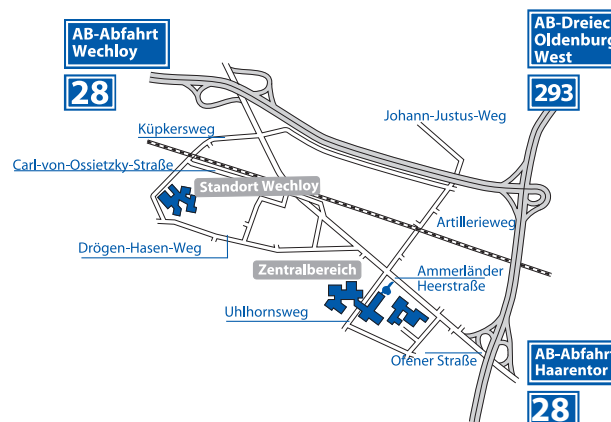 AB-Abfahrt
Wechloy
28
AB-Dreiec
Oldenburg
West
293
Johann-Justus-Weg
Küpkersweg
Carl-von-Ossietzky-Straße
Standort Wechloy
Artillerieweg
Drögen-Hasen-Weg
Zentralbereich
Ammerländer
Heerstraße
Uhlhornsweg
Ofener Straße
AB-Abfahrt
Haarentor
28